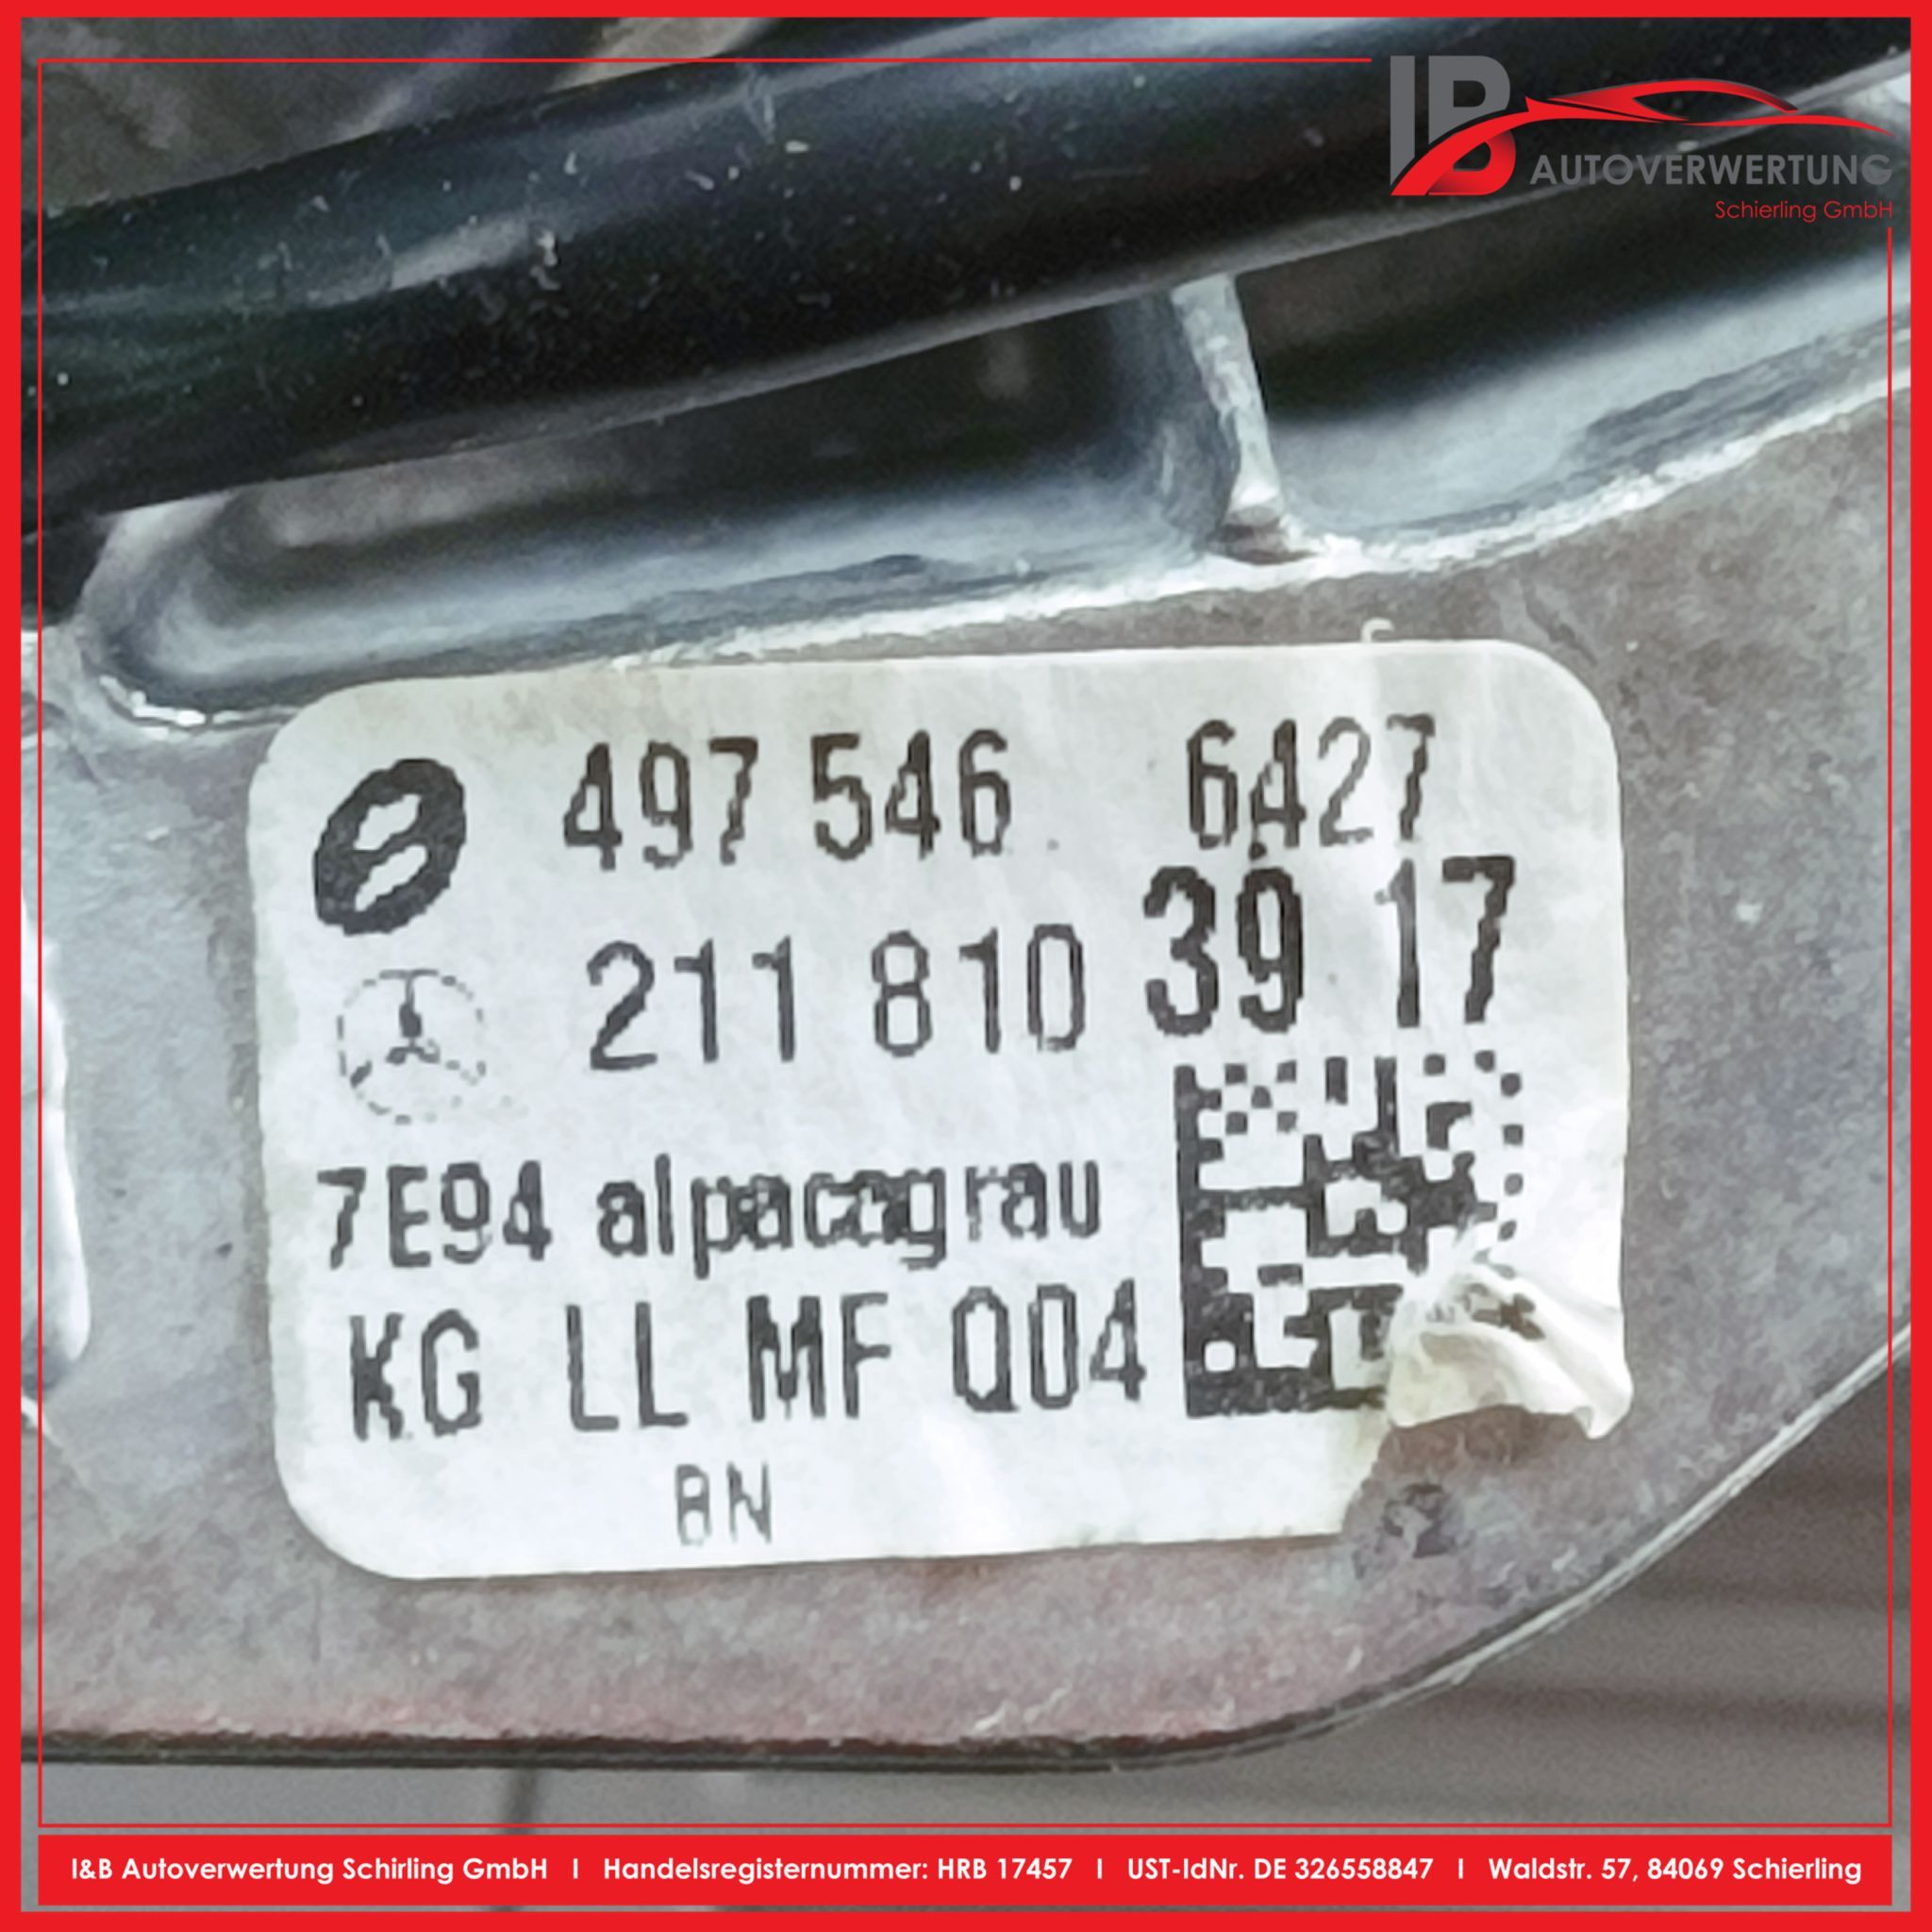 IB
AUTOVERWERTUNG
Schierling GmbH
497 546 6427
211 810 39 17
7E94 alpacagrau
KG LL MF Q04
BN
I&B Autoverwertung Schirling GmbH I Handelsregisternummer: HRB 17457 I UST-IdNr. DE 326558847 I Waldstr. 57, 84069 Schierling